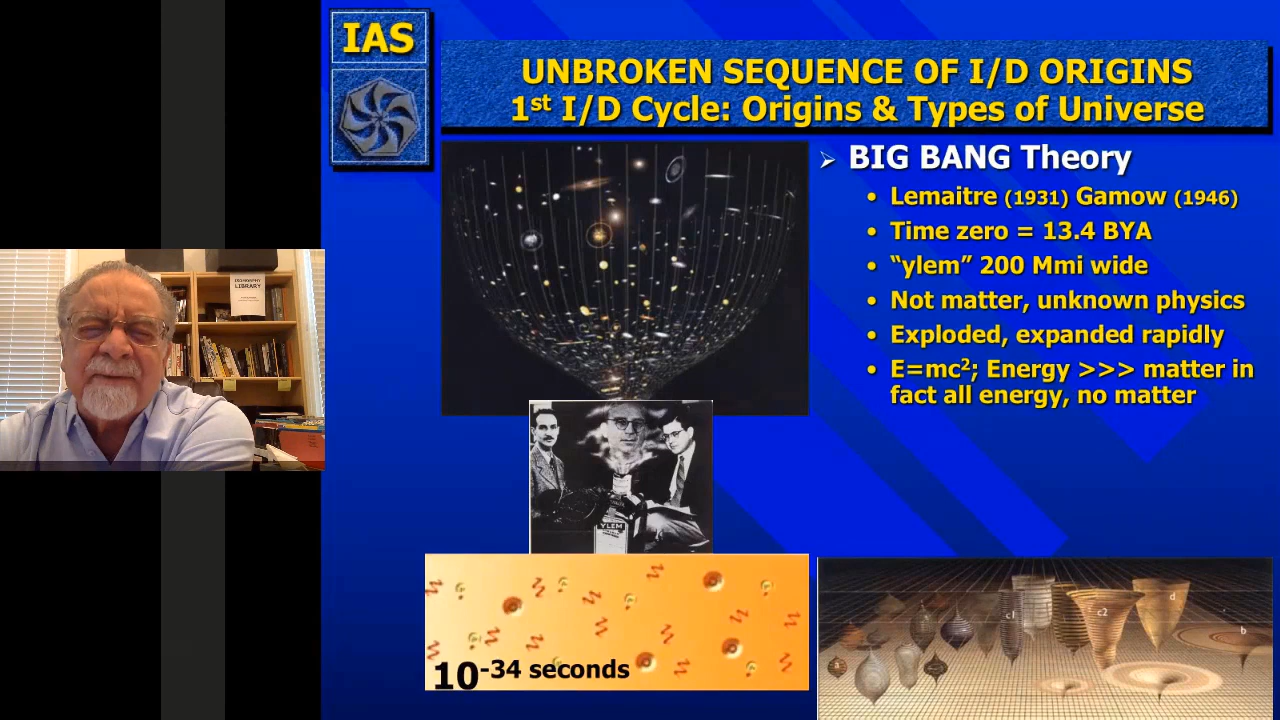 IAS
UNBROKEN SEQUENCE OF I/D ORIGINS
1st I/D Cycle: Origins & Types of Universe
➢ BIG BANG Theory
• Lemaitre (1931) Gamow (1946)
• Time zero = 13.4 BYA
• “ylem” 200 Mmi wide
• Not matter, unknown physics
• Exploded, expanded rapidly
• E=mc²; Energy >>> matter in
fact all energy, no matter
LIBRARY
YLEM
10-34 seconds
a
c1
c2
d
b